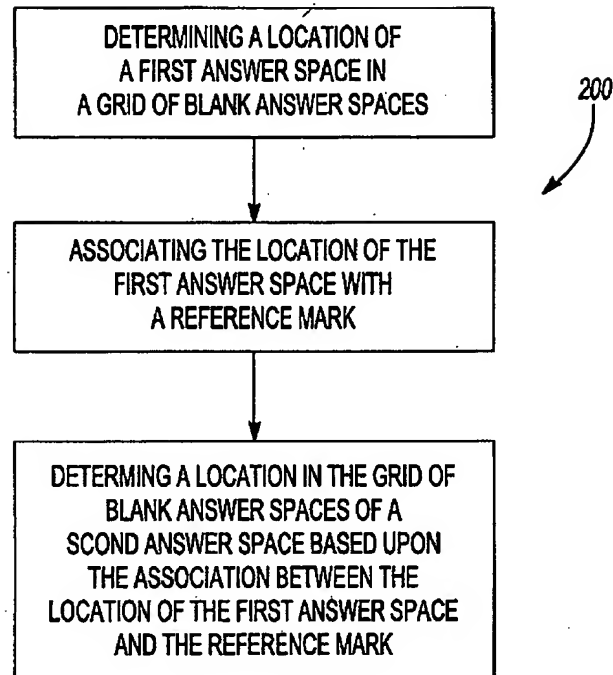 DETERMINING A LOCATION OF
A FIRST ANSWER SPACE IN
A GRID OF BLANK ANSWER SPACES
200
ASSOCIATING THE LOCATION OF THE
FIRST ANSWER SPACE WITH
A REFERENCE MARK
DETERMING A LOCATION IN THE GRID OF
BLANK ANSWER SPACES OF A
SCOND ANSWER SPACE BASED UPON
THE ASSOCIATION BETWEEN THE
LOCATION OF THE FIRST ANSWER SPACE
AND THE REFERENCE MARK